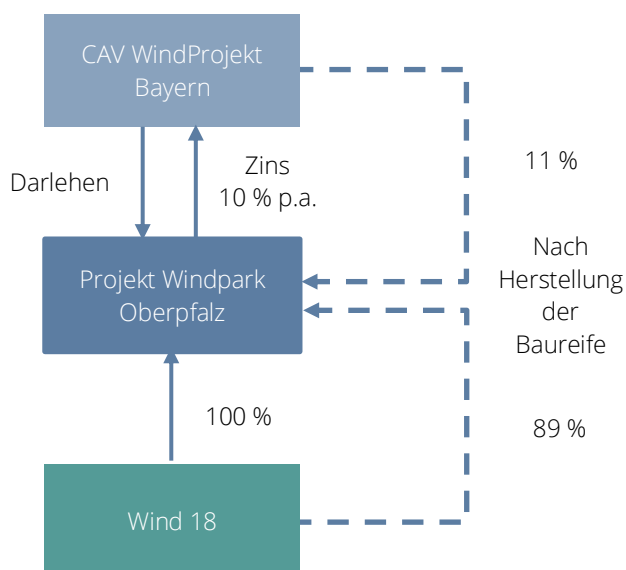 CAV WindProjekt
Bayern
Darlehen
Zins
10 % p.a.
11 %
Projekt Windpark
Oberpfalz
Nach
Herstellung
der
Baureife
100 %
89 %
Wind 18